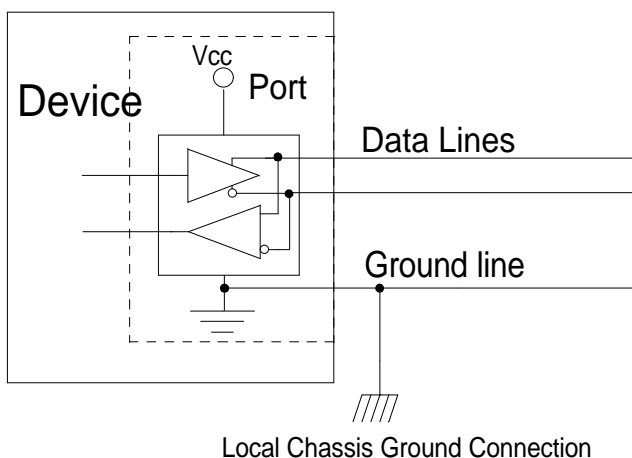 Vcc
Device
Port
Data Lines
Ground line
Local Chassis Ground Connection